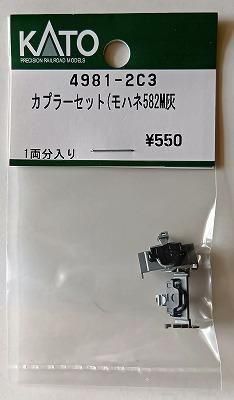 KATO
PRECISION RAILROAD MODELS
4981-2C3
カプラーセット(モハネ582M灰
¥550
1両分入り